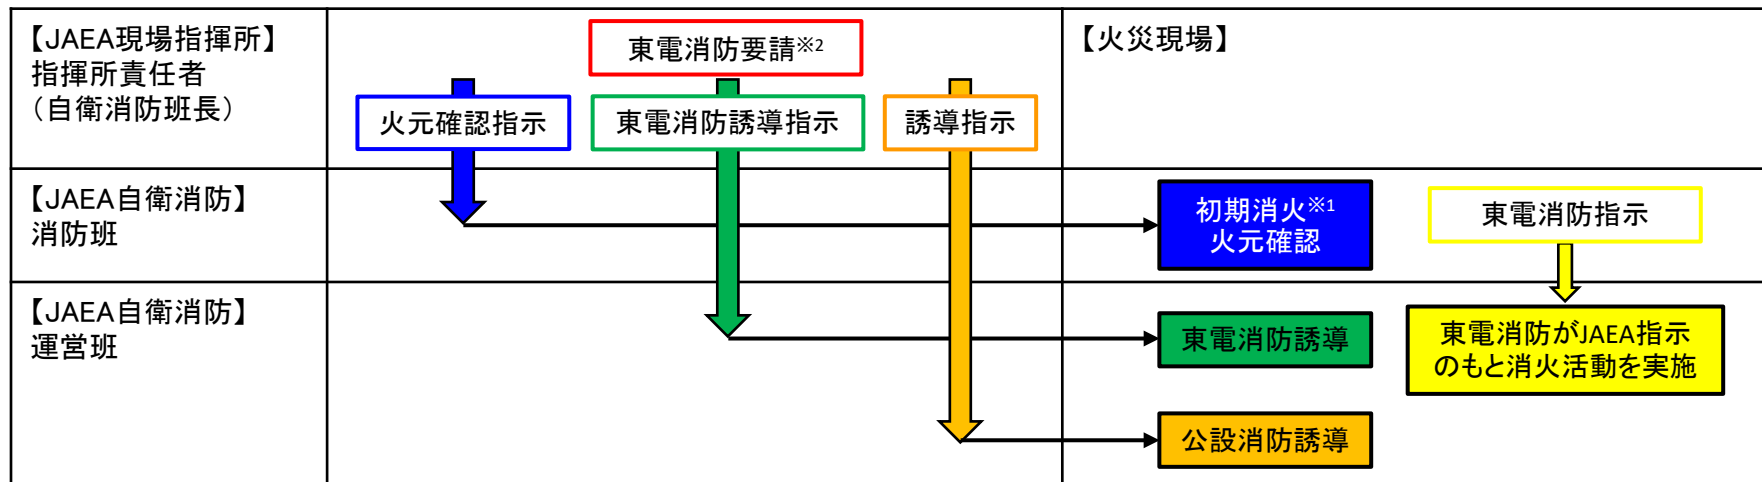 【JAEA現場指揮所】
指揮所責任者
（自衛消防班長）
東電消防要請※2
火元確認指示
東電消防誘導指示
誘導指示
【火災現場】
【JAEA自衛消防】
消防班
初期消火※1
火元確認
東電消防指示
【JAEA自衛消防】
運営班
東電消防誘導
東電消防がJAEA指示
のもと消火活動を実施
公設消防誘導